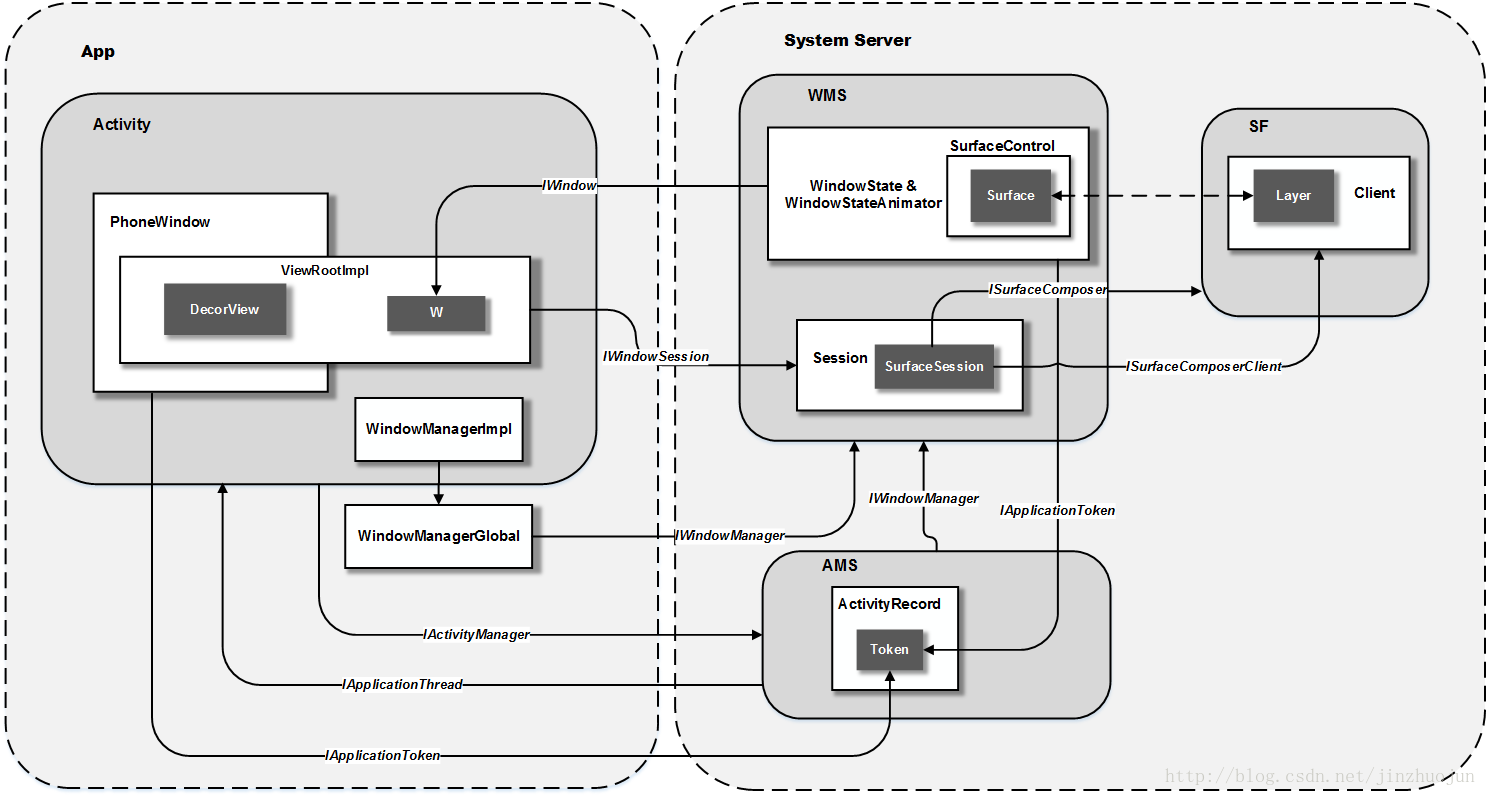 App
System Server
Activity
WMS
SF
PhoneWindow
ViewRootImpl
DecorView
W
IWindow
WindowState &
WindowStateAnimator
SurfaceControl
Surface
Layer
Client
ISurfaceComposer
IWindowSession
Session
SurfaceSession
ISurfaceComposerClient
WindowManagerImpl
WindowManagerGlobal
IWindowManager
IWindowManager
IApplicationToken
AMS
ActivityRecord
Token
IActivityManager
IApplicationThread
IApplicationToken
http://blog.csdn.net/jinzhuojun